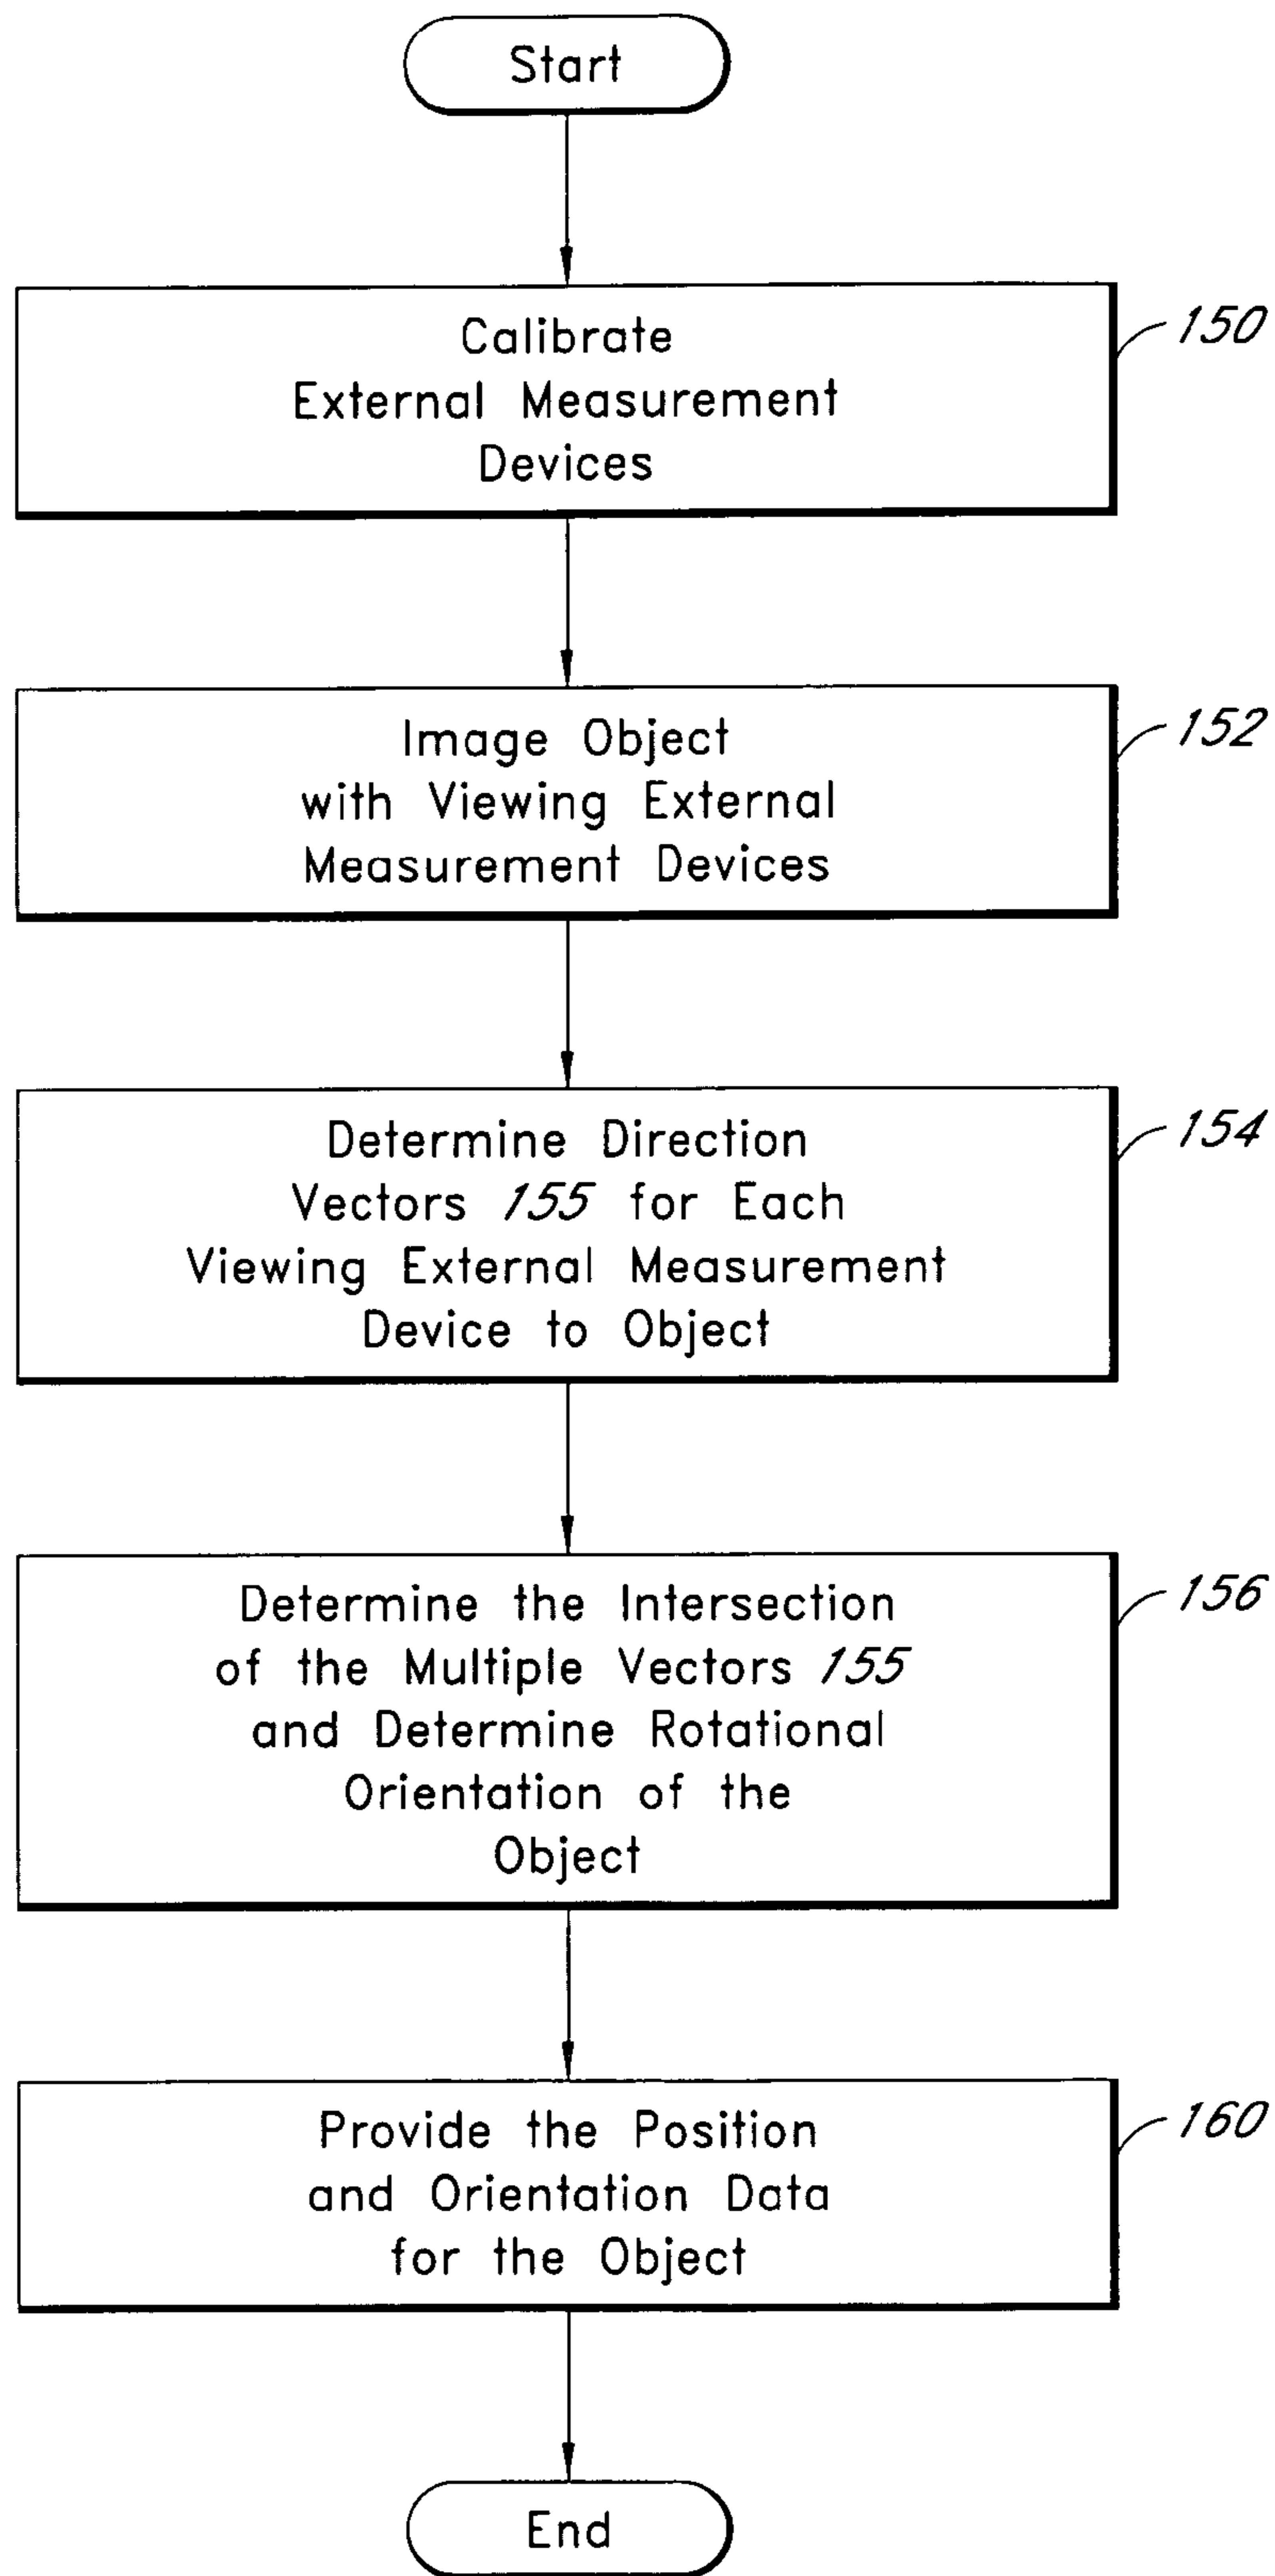 Start
Calibrate
External Measurement
Devices
150
Image Object
with Viewing External
Measurement Devices
152
Determine Direction
Vectors 155 for Each
Viewing External Measurement
Device to Object
154
Determine the Intersection
of the Multiple Vectors 155
and Determine Rotational
Orientation of the
Object
156
Provide the Position
and Orientation Data
for the Object
160
End